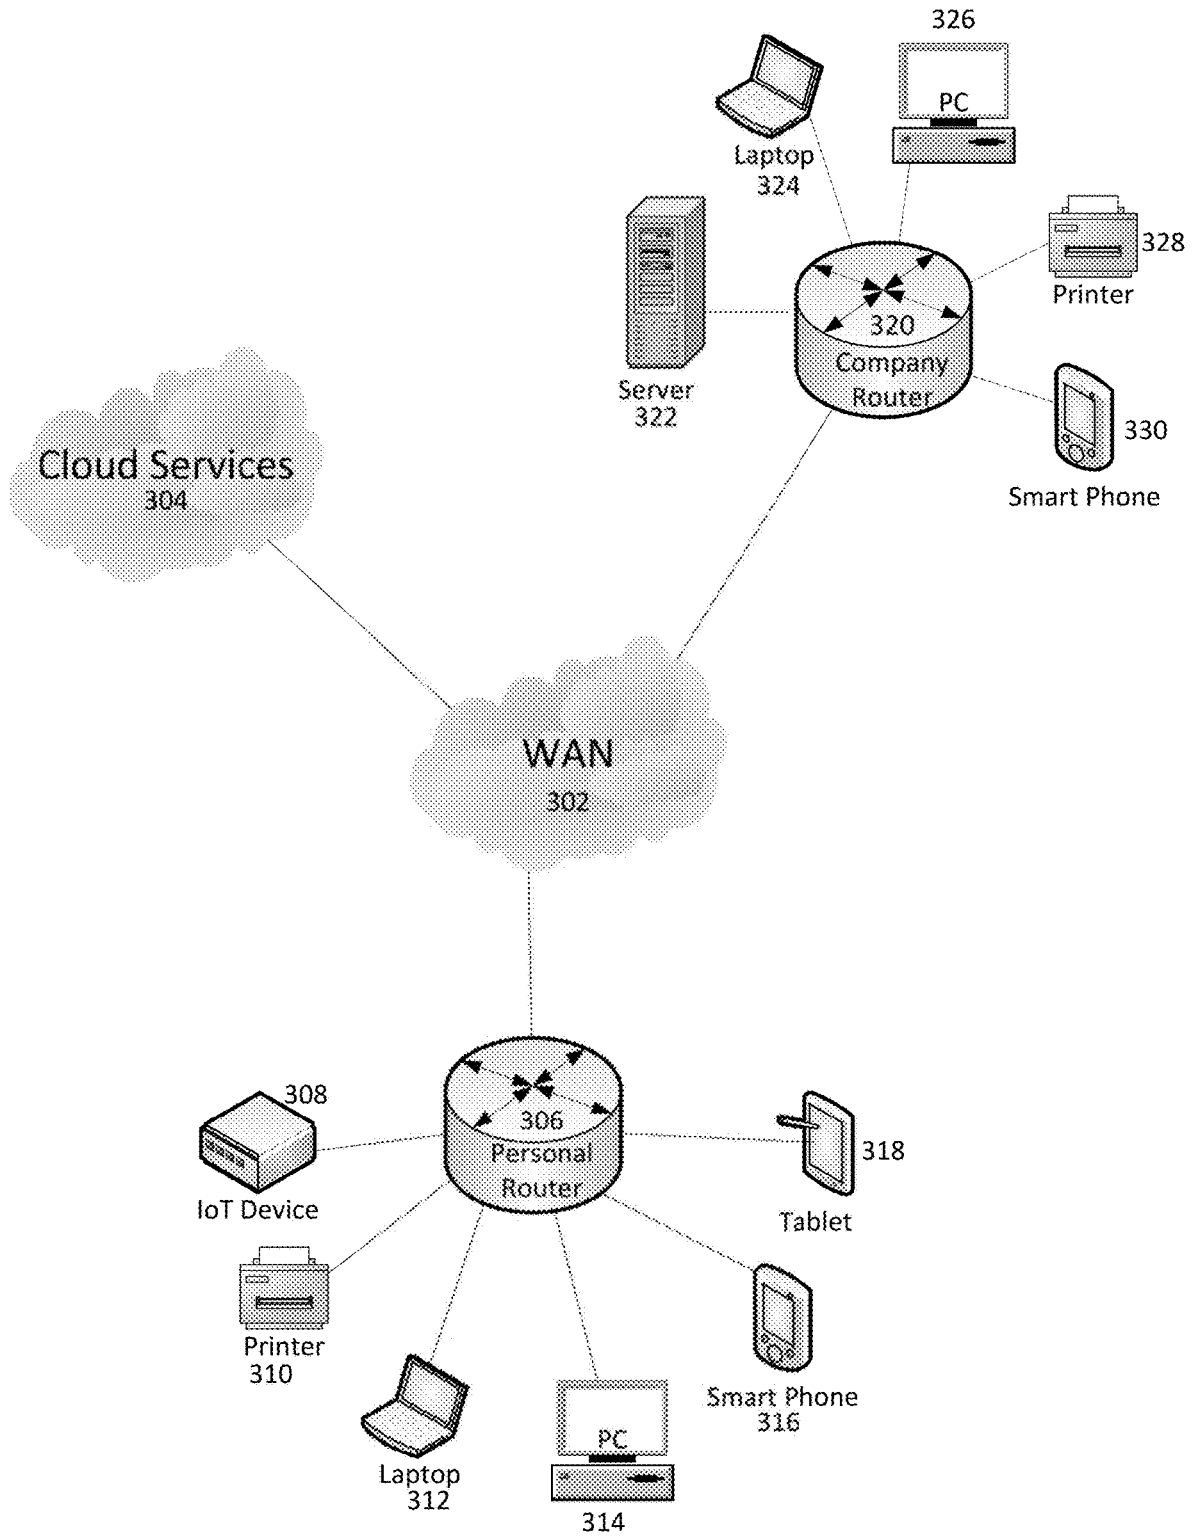 326
PC
Laptop
324
328
Printer
320
Company
Router
Server
322
330
Smart Phone
Cloud Services
304
WAN
302
308
IoT Device
306
Personal
Router
318
Tablet
Printer
310
Laptop
312
PC
314
Smart Phone
316